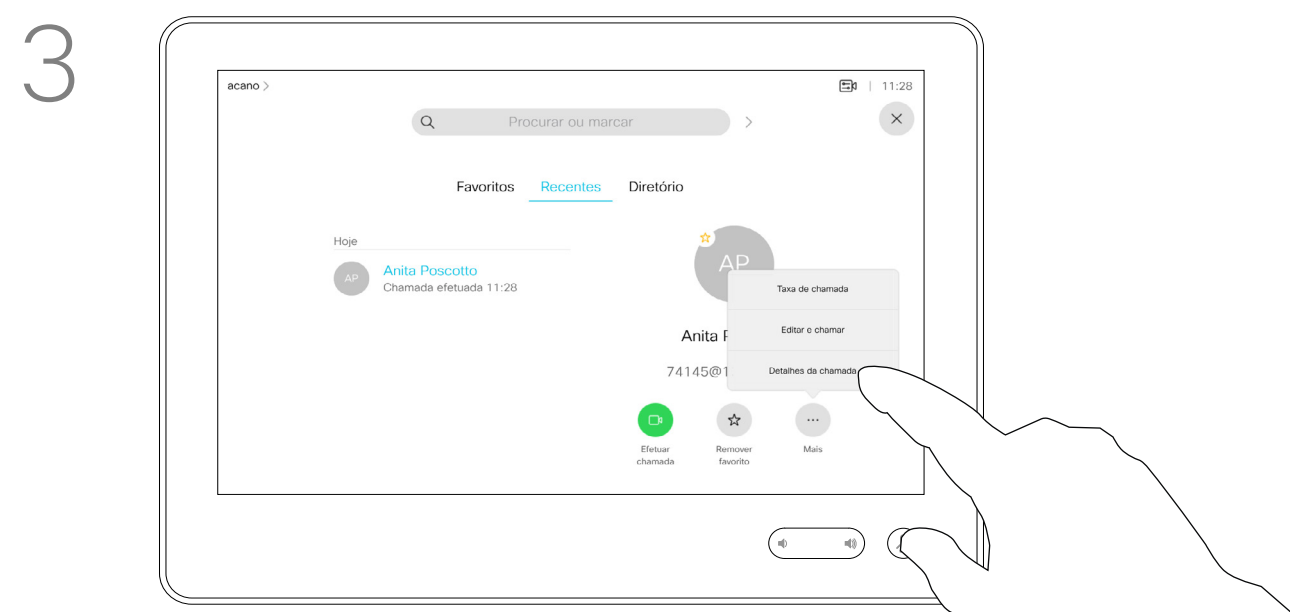 3
acano >
11:28
Procurar ou marcar
Favoritos Recentes Diretório
Hoje
AP
Anita Poscotto
Chamada efetuada 11:28
AP
Taxa de chamada
Editar e chamar
Detalhes da chamada
Anita
74145@1
Efetuar
chamada
Remover
favorito
Mais